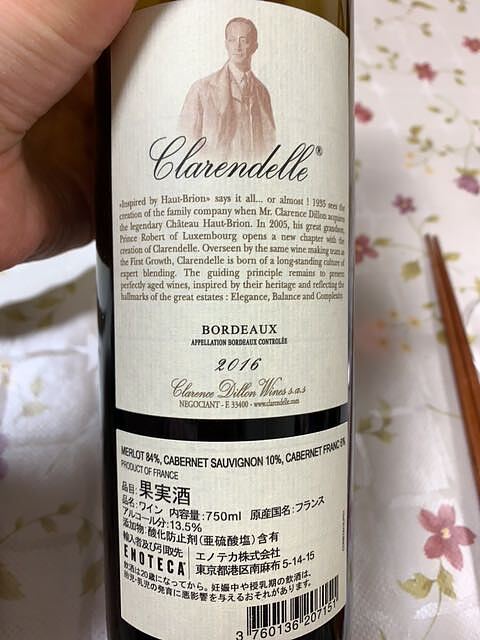 Clarendelle®
«Inspired by Haut-Brion» says it all... or almost ! 1935 sees the
creation of the family company when Mr. Clarence Dillon acquires
the legendary Château Haut-Brion. In 2005, his great grandson,
Prince Robert of Luxembourg opens a new chapter with the
creation of Clarendelle. Overseen by the same wine making team as
the First Growth, Clarendelle is born of a long-standing culture of
expert blending. The guiding principle remains to present
perfectly aged wines, inspired by their heritage and reflecting the
hallmarks of the great estates : Elegance, Balance and Complexity.
BORDEAUX
APPELLATION BORDEAUX CONTROLÉE
2016
Clarence Dillon Wines s.a.s
NEGOCIANT - F. 33400 - www.clarendelle.com
MERLOT 84%, CABERNET SAUVIGNON 10%, CABERNET FRANC 6%
PRODUCT OF FRANCE
品目: 果実酒
品名: ワイン 内容量: 750ml 原産国名: フランス
アルコール分: 13.5%
添加物: 酸化防止剤(亜硫酸塩)含有
輸入者及び引取先 エノテカ株式会社
ENOTECA 東京都港区南麻布 5-14-15
飲酒は20歳になってから。妊娠中や授乳期の飲酒は、
胎児・乳児の発育に悪影響を与えるおそれがあります。
3 760136 207151